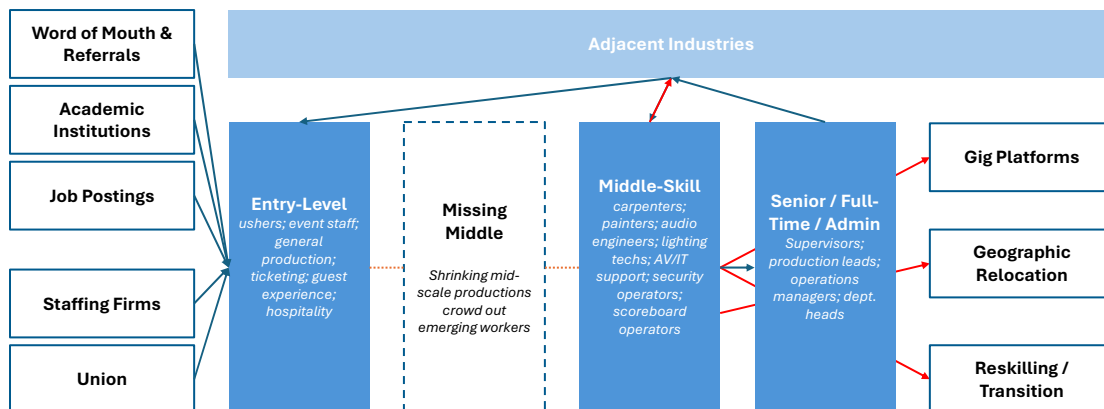 Word of Mouth &
Referrals
Academic
Institutions
Job Postings
Staffing Firms
Union
Adjacent Industries
Entry-Level
ushers; event staff;
general
production;
ticketing; guest
experience;
hospitality
Missing
Middle
Shrinking mid-
scale productions
crowd out
emerging workers
Middle-Skill
carpenters;
painters; audio
engineers; lighting
techs; AV/IT
support; security
operators;
scoreboard
operators
Senior / Full-
Time / Admin
Supervisors;
production leads;
operations
managers; dept.
heads
Gig Platforms
Geographic
Relocation
Reskilling /
Transition